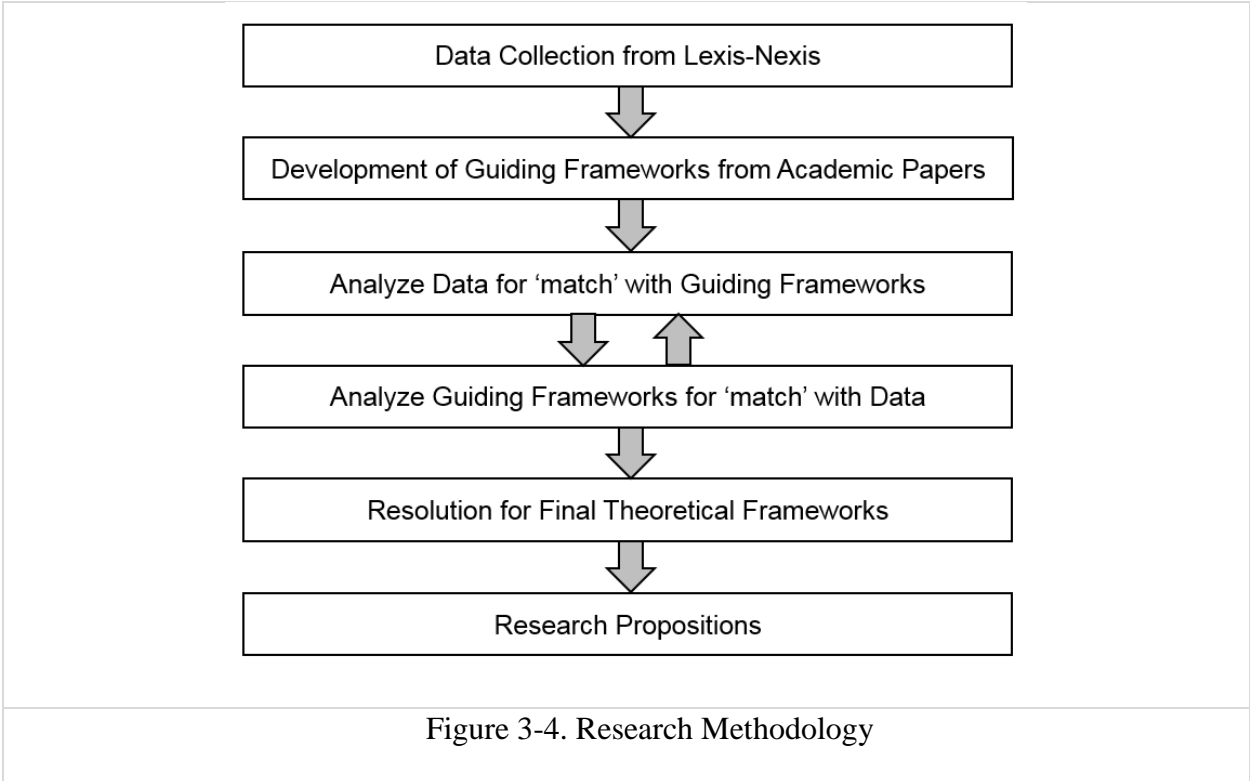 Data Collection from Lexis-Nexis
Development of Guiding Frameworks from Academic Papers
Analyze Data for ‘match’ with Guiding Frameworks
Analyze Guiding Frameworks for ‘match’ with Data
Resolution for Final Theoretical Frameworks
Research Propositions
Figure 3-4. Research Methodology